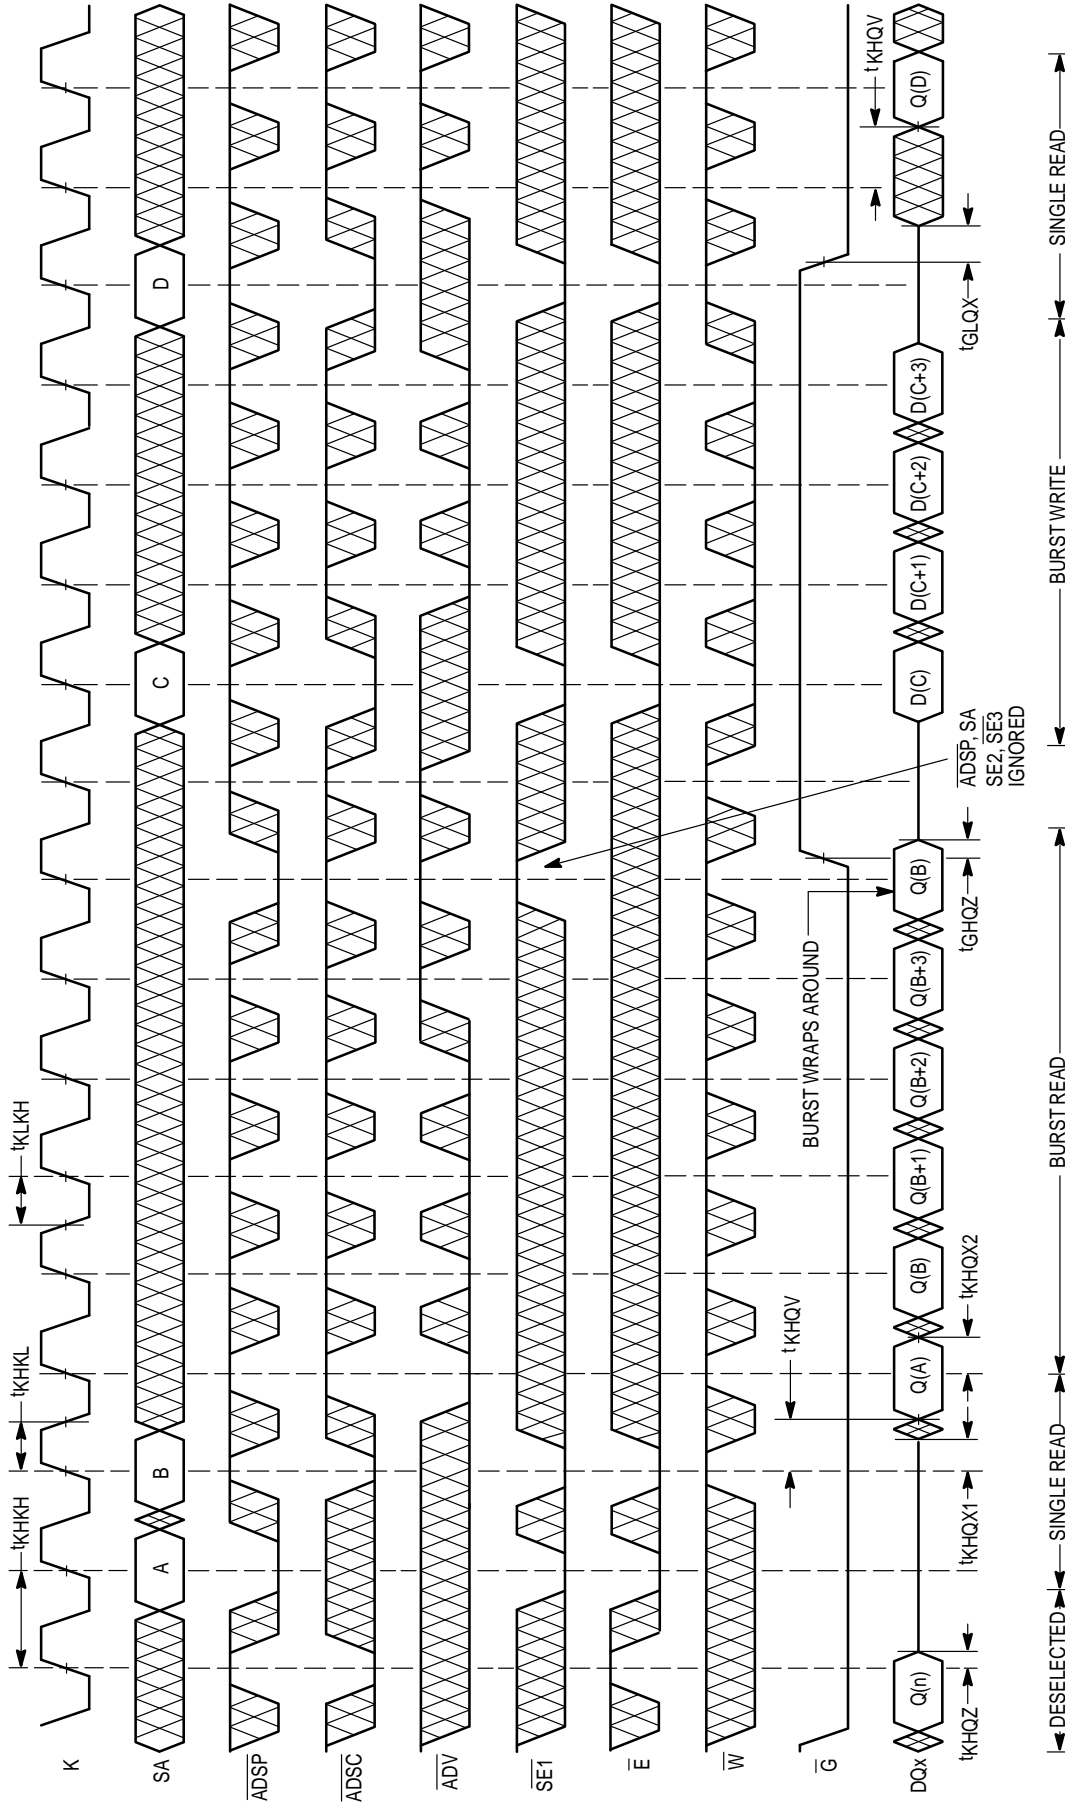 tKHKH
tKHKL
tKLKH
K
SA
A
B
C
D
ADSP
ADSC
ADV
SE1
E
W
G
tKHQV
BURST WRAPS AROUND
ADSP, SA
SE2, SE3
IGNORED
tKHQV
DQx
Q(n)
Q(A)
Q(B)
Q(B+1)
Q(B+2)
Q(B+3)
Q(B)
D(C)
D(C+1)
D(C+2)
D(C+3)
Q(D)
tKHQZ
tKHQX1
tKHQX2
tGHQZ
tGLQX
DESELECTED
SINGLE READ
BURST READ
BURST WRITE
SINGLE READ